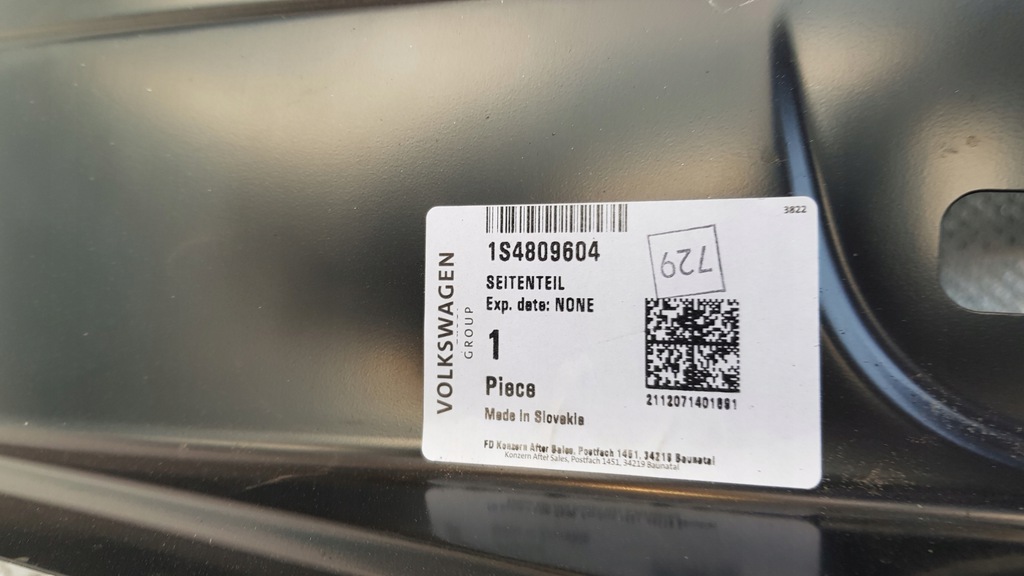 3822
VOLKSWAGEN
GROUP
1S4809604
729
SEITENTEIL
Exp. date: NONE
1
Piece
Made in Slovakia
2112071401891
FD Konzern After Sales, Postfach 1451, 34219 Baunatal
Konzern After Sales, Postfach 1451, 34219 Baunatal